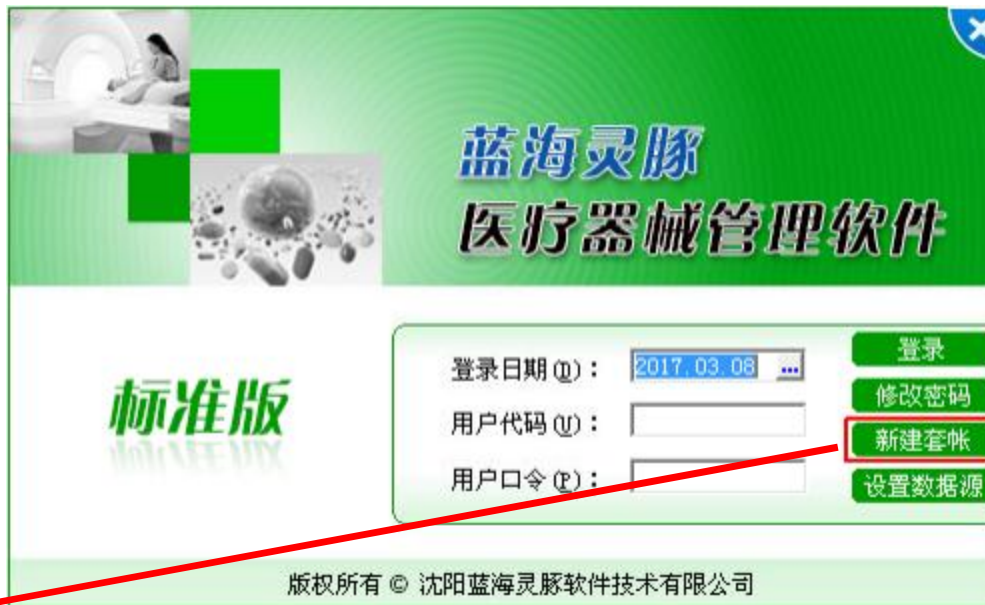 蓝海灵豚
医疗器械管理软件
标准版
登录日期(D)：
2017.03.08
...
用户代码(U)：
用户口令(P)：
登录
修改密码
新建套帐
设置数据源
版权所有 © 沈阳蓝海灵豚软件技术有限公司